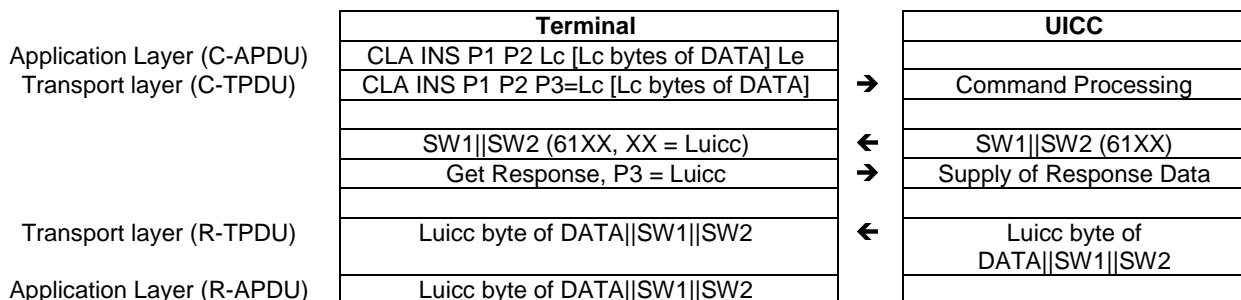 Terminal UICC
Application Layer (C-APDU) CLA INS P1 P2 Lc [Lc bytes of DATA] Le
Transport layer (C-TPDU) CLA INS P1 P2 P3=Lc [Lc bytes of DATA] ➔ Command Processing
SW1||SW2 (61XX, XX = Luicc) 🡰 SW1||SW2 (61XX)
Get Response, P3 = Luicc ➔ Supply of Response Data
Transport layer (R-TPDU) Luicc byte of DATA||SW1||SW2 🡰 Luicc byte of
DATA||SW1||SW2
Application Layer (R-APDU) Luicc byte of DATA||SW1||SW2